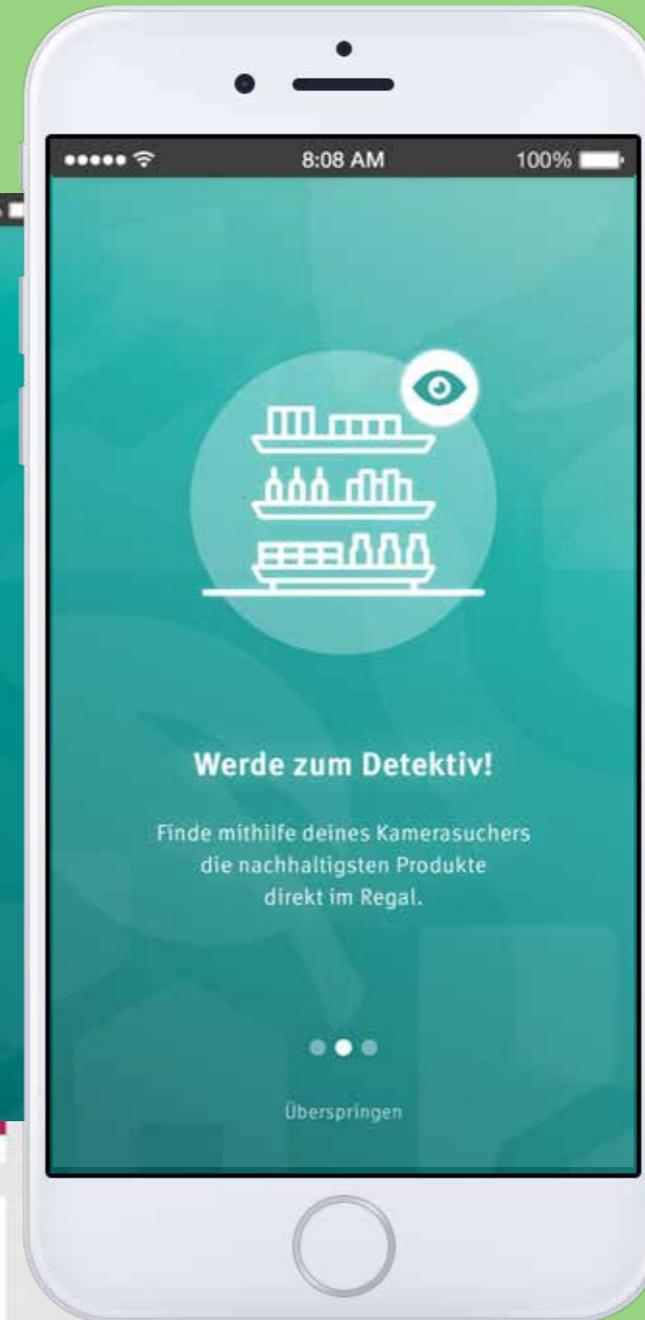 8:08 AM 100%
Werde zum Detektiv!
Finde mithilfe deines Kamerasuchers
die nachhaltigsten Produkte
direkt im Regal.
Überspringen